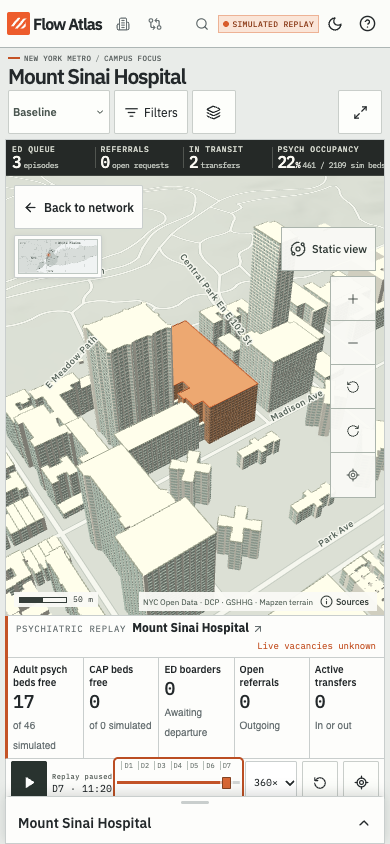 Flow Atlas
SIMULATED REPLAY
NEW YORK METRO / CAMPUS FOCUS
Mount Sinai Hospital
Baseline
Filters
ED QUEUE
3 episodes
REFERRALS
0 open requests
IN TRANSIT
2 transfers
PSYCH OCCUPANCY
22% 461 / 2109 sim beds
Back to network
Static view
Central Park En
E 102 St
E Meadow Path
Madison Ave
Park Ave
50 m
NYC Open Data · DCP · GSHHG · Mapzen terrain
Sources
PSYCHIATRIC REPLAY Mount Sinai Hospital ↗
Live vacancies unknown
Adult psych beds free
17
of 46 simulated
CAP beds free
0
of 0 simulated
ED boarders
0
Awaiting departure
Open referrals
0
Outgoing
Active transfers
0
In or out
Replay paused
D7 · 11:20
D1 D2 D3 D4 D5 D6 D7
360×
Mount Sinai Hospital